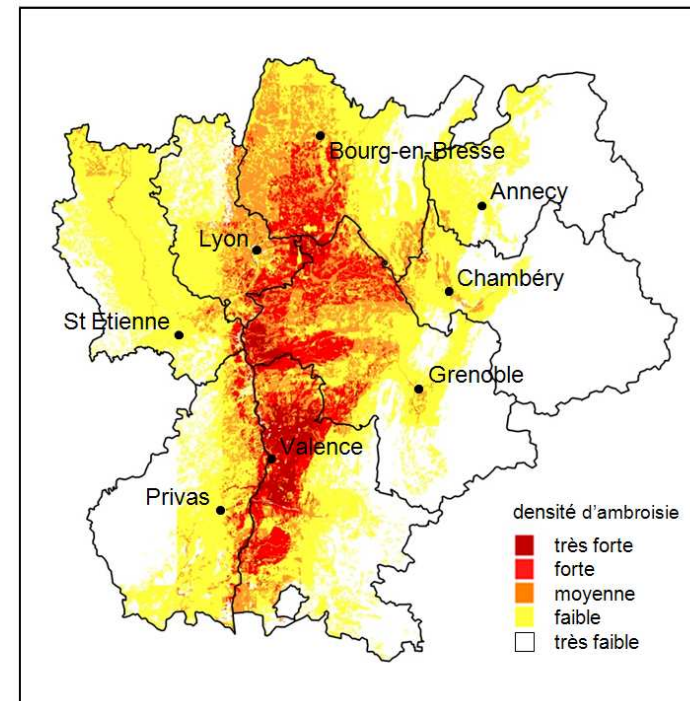 Bourg-en-Bresse
Annecy
Lyon
Chambéry
St Etienne
Grenoble
Valence
Privas
densité d'ambroisie
très forte
forte
moyenne
faible
très faible